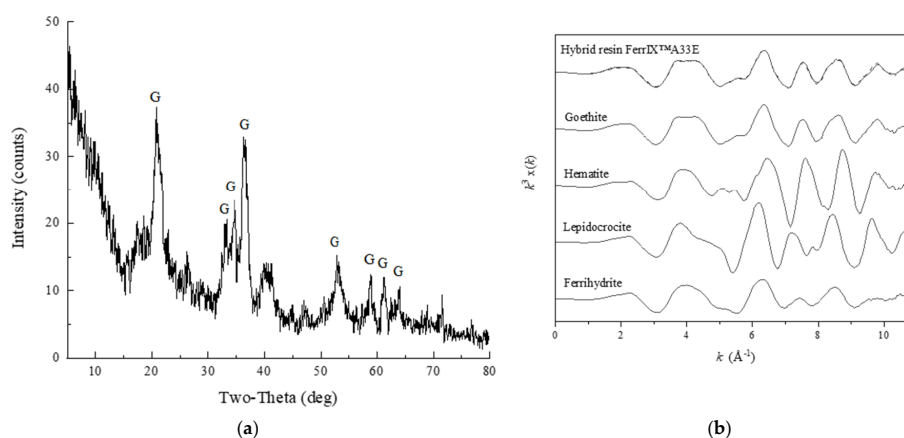 50
40
30
20
10
0
Intensity (counts)
G
G
G
G
G
G
G
G
10 20 30 40 50 60 70 80
Two-Theta (deg)
(a)
Hybrid resin FerrIX™A33E
Goethite
Hematite
Lepidocrocite
Ferrihydrite
k³ x(k)
0 2 4 6 8 10
k (Å⁻¹)
(b)